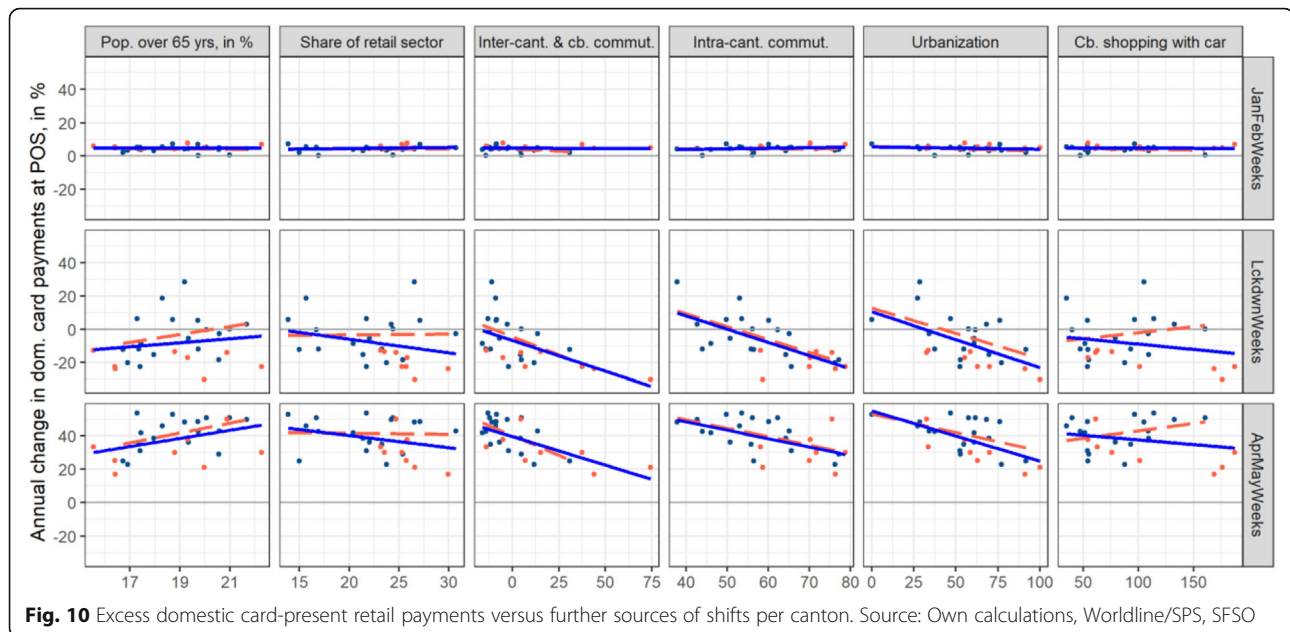 Pop. over 65 yrs, in % Share of retail sector Inter-cant. & cb. commut. Intra-cant. commut. Urbanization Cb. shopping with car
Annual change in dom. card payments at POS, in %
40
20
0
-20
JanFebWeeks
40
20
0
-20
LckdwnWeeks
40
20
0
-20
AprMayWeeks
17 19 21 15 20 25 30 0 25 50 75 40 50 60 70 80 0 25 50 75 100 50 100 150
Fig. 10 Excess domestic card-present retail payments versus further sources of shifts per canton. Source: Own calculations, Worldline/SPS, SFSO